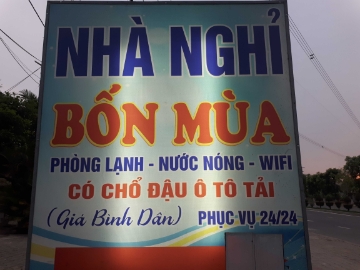 NHÀ NGHỈ
BỐN MÙA
PHÒNG LẠNH - NƯỚC NÓNG - WIFI
CÓ CHỔ ĐẬU Ô TÔ TẢI
(Giá Bình Dân) PHỤC VỤ 24/24